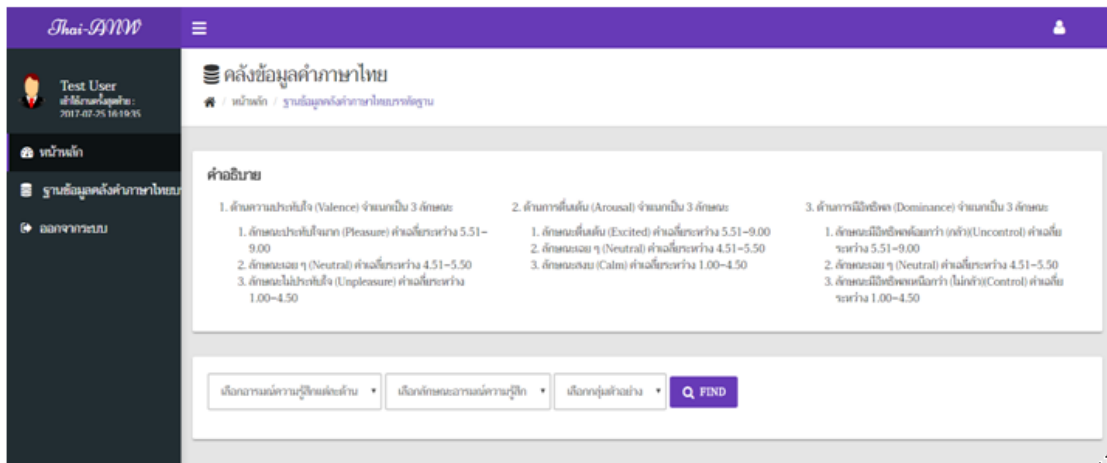 Thai-ANW
Test User
เข้าใช้งานครั้งสุดท้าย :
2017-07-25 16:19:35
หน้าหลัก
ฐานข้อมูลคลังคำภาษาไทยบร
ออกจากระบบ
คลังข้อมูลคำภาษาไทย
/ หน้าหลัก / ฐานข้อมูลคลังคำภาษาไทยบรรทัดฐาน
คำอธิบาย
1. ด้านความประทับใจ (Valence) จำแนกเป็น 3 ลักษณะ
1. ลักษณะประทับใจมาก (Pleasure) ค่าเฉลี่ยระหว่าง 5.51-
9.00
2. ลักษณะเฉย ๆ (Neutral) ค่าเฉลี่ยระหว่าง 4.51-5.50
3. ลักษณะไม่ประทับใจ (Unpleasure) ค่าเฉลี่ยระหว่าง
1.00-4.50
2. ด้านการตื่นเต้น (Arousal) จำแนกเป็น 3 ลักษณะ
1. ลักษณะตื่นเต้น (Excited) ค่าเฉลี่ยระหว่าง 5.51-9.00
2. ลักษณะเฉย ๆ (Neutral) ค่าเฉลี่ยระหว่าง 4.51-5.50
3. ลักษณะสงบ (Calm) ค่าเฉลี่ยระหว่าง 1.00-4.50
3. ด้านการมีอิทธิพล (Dominance) จำแนกเป็น 3 ลักษณะ
1. ลักษณะมีอิทธิพลด้อยกว่า (กลัว)(Uncontrol) ค่าเฉลี่ย
ระหว่าง 5.51-9.00
2. ลักษณะเฉย ๆ (Neutral) ค่าเฉลี่ยระหว่าง 4.51-5.50
3. ลักษณะมีอิทธิพลเหนือกว่า (ไม่กลัว)(Control) ค่าเฉลี่ย
ระหว่าง 1.00-4.50
เลือกอารมณ์ความรู้สึกแต่ละด้าน
เลือกลักษณะอารมณ์ความรู้สึก
เลือกกลุ่มตัวอย่าง
FIND